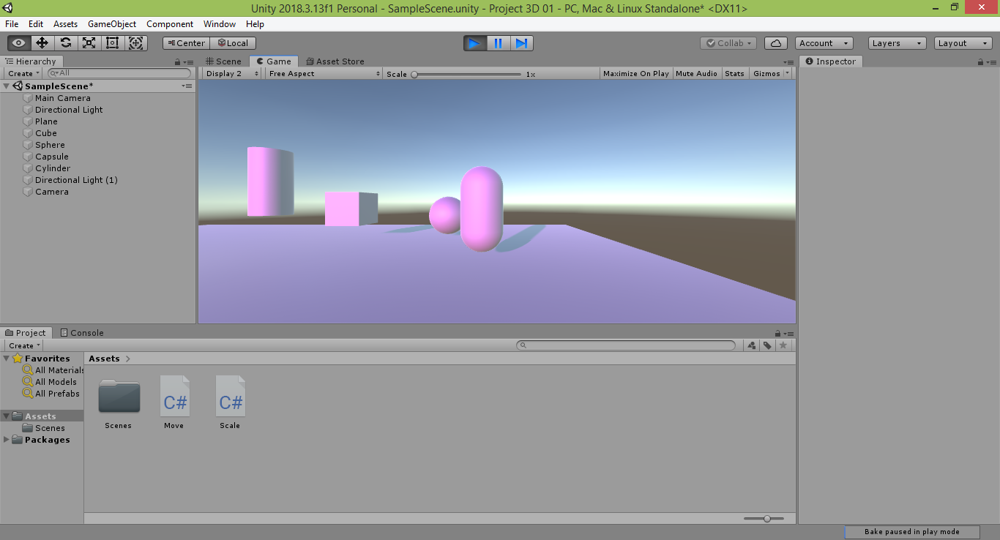 Unity 2018.3.13f1 Personal - SampleScene.unity - Project 3D 01 - PC, Mac & Linux Standalone* <DX11>
File Edit Assets GameObject Component Window Help
Center Local Collab Account Layers Layout
Hierarchy
Create All
SampleScene*
Main Camera
Directional Light
Plane
Cube
Sphere
Capsule
Cylinder
Directional Light (1)
Camera
Scene Game Asset Store
Display 2 Free Aspect Scale 1x Maximize On Play Mute Audio Stats Gizmos
Inspector
Project Console
Create
Favorites
All Materials
All Models
All Prefabs
Assets
Scenes
Packages
Assets
C# C#
Scenes Move Scale
Bake paused in play mode